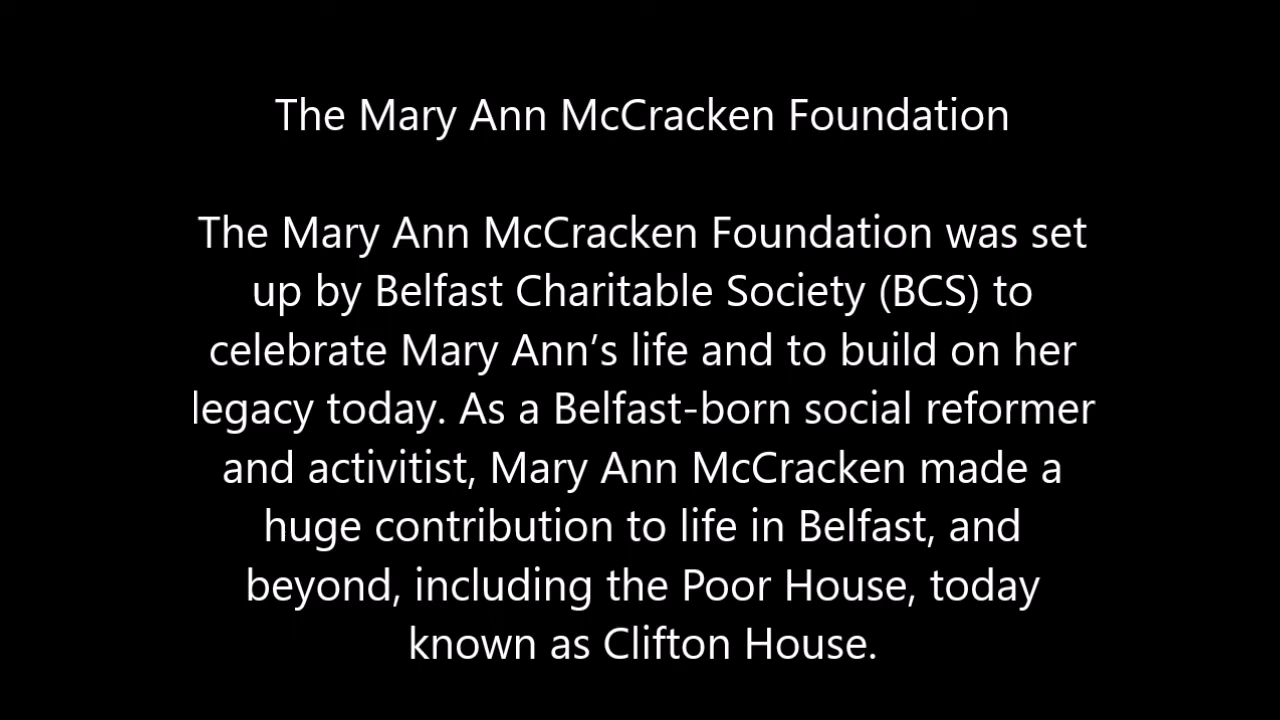 The Mary Ann McCracken Foundation
The Mary Ann McCracken Foundation was set
up by Belfast Charitable Society (BCS) to
celebrate Mary Ann’s life and to build on her
legacy today. As a Belfast-born social reformer
and activitist, Mary Ann McCracken made a
huge contribution to life in Belfast, and
beyond, including the Poor House, today
known as Clifton House.